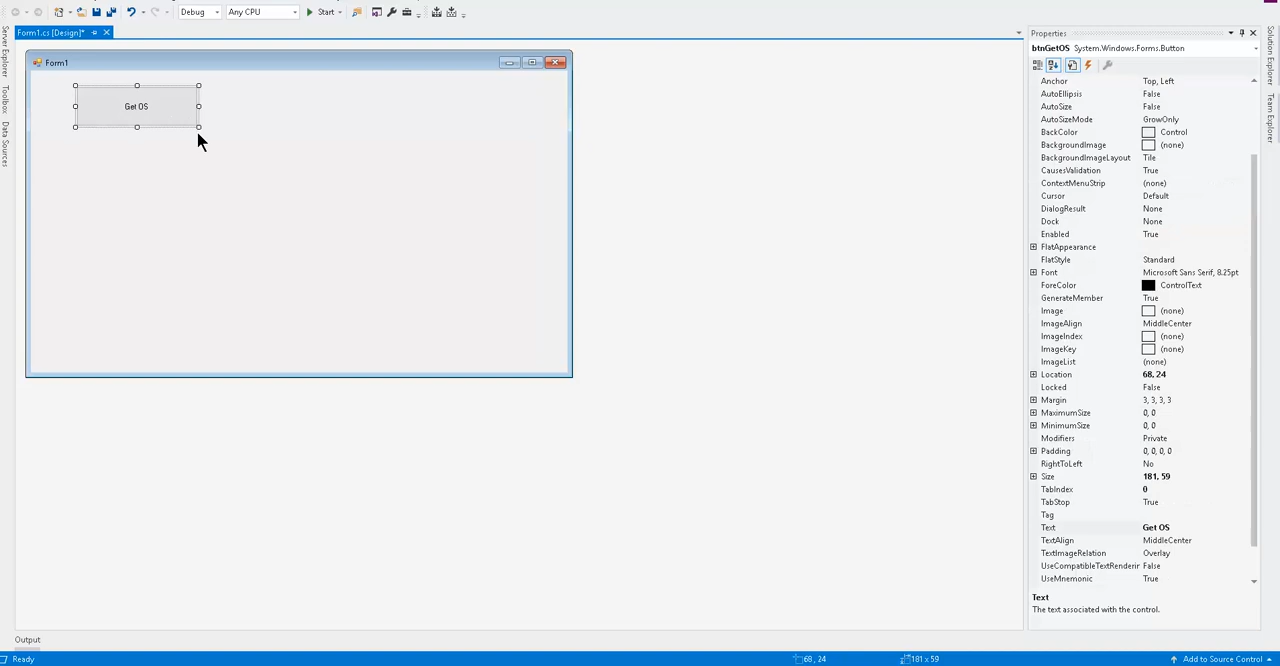 Debug
Any CPU
Start
Form1.cs [Design]*
Server Explorer
Toolbox
Data Sources
Form1
Get OS
Properties
btnGetOS System.Windows.Forms.Button
Anchor Top, Left
AutoEllipsis False
AutoSize False
AutoSizeMode GrowOnly
BackColor Control
BackgroundImage (none)
BackgroundImageLayout Tile
CausesValidation True
ContextMenuStrip (none)
Cursor Default
DialogResult None
Dock None
Enabled True
FlatAppearance
FlatStyle Standard
Font Microsoft Sans Serif, 8.25pt
ForeColor ControlText
GenerateMember True
Image (none)
ImageAlign MiddleCenter
ImageIndex (none)
ImageKey (none)
ImageList (none)
Location 68, 24
Locked False
Margin 3, 3, 3, 3
MaximumSize 0, 0
MinimumSize 0, 0
Modifiers Private
Padding 0, 0, 0, 0
RightToLeft No
Size 181, 59
TabIndex 0
TabStop True
Tag
Text Get OS
TextAlign MiddleCenter
TextImageRelation Overlay
UseCompatibleTextRenderin False
UseMnemonic True
Text
The text associated with the control.
Solution Explorer
Team Explorer
Output
Ready
68 , 24
181 x 59
Add to Source Control